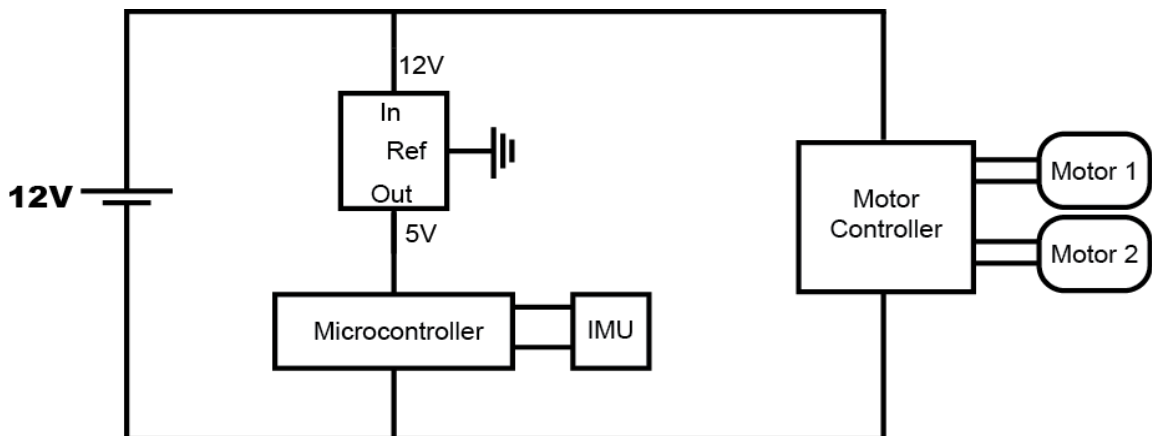 12V
12V
In
Ref
Out
5V
Microcontroller
IMU
Motor
Controller
Motor 1
Motor 2